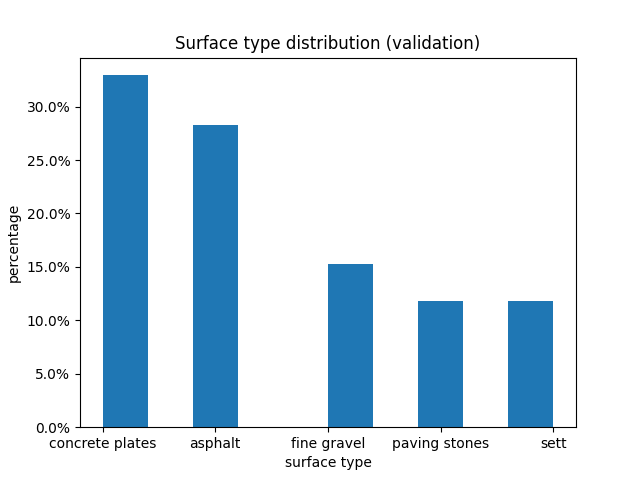 Surface type distribution (validation)
30.0%
25.0%
20.0%
15.0%
10.0%
5.0%
0.0%
percentage
concrete plates asphalt fine gravel paving stones sett
surface type